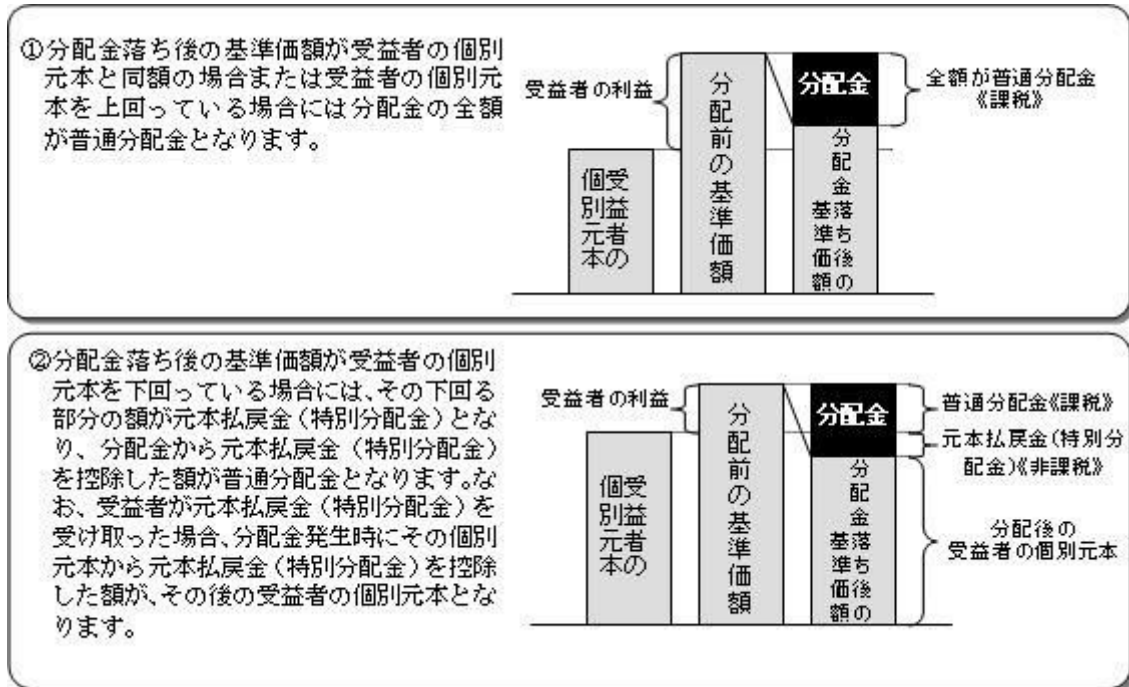 ①分配金落ち後の基準価額が受益者の個別
元本と同額の場合または受益者の個別元
本を上回っている場合には分配金の全額
が普通分配金となります。
受益者の利益
受益者の
個別元本
分配前の基準価額
分配金
分配金落ち後の
基準価額
全額が普通分配金
《課税》
②分配金落ち後の基準価額が受益者の個別
元本を下回っている場合には、その下回る
部分の額が元本払戻金(特別分配金)とな
り、分配金から元本払戻金(特別分配金)
を控除した額が普通分配金となります。な
お、受益者が元本払戻金(特別分配金)を
受け取った場合、分配金発生時にその個別
元本から元本払戻金(特別分配金)を控除
した額が、その後の受益者の個別元本とな
ります。
受益者の利益
受益者の
個別元本
分配前の基準価額
分配金
分配金落ち後の
基準価額
普通分配金《課税》
元本払戻金(特別分
配金)《非課税》
分配後の
受益者の個別元本